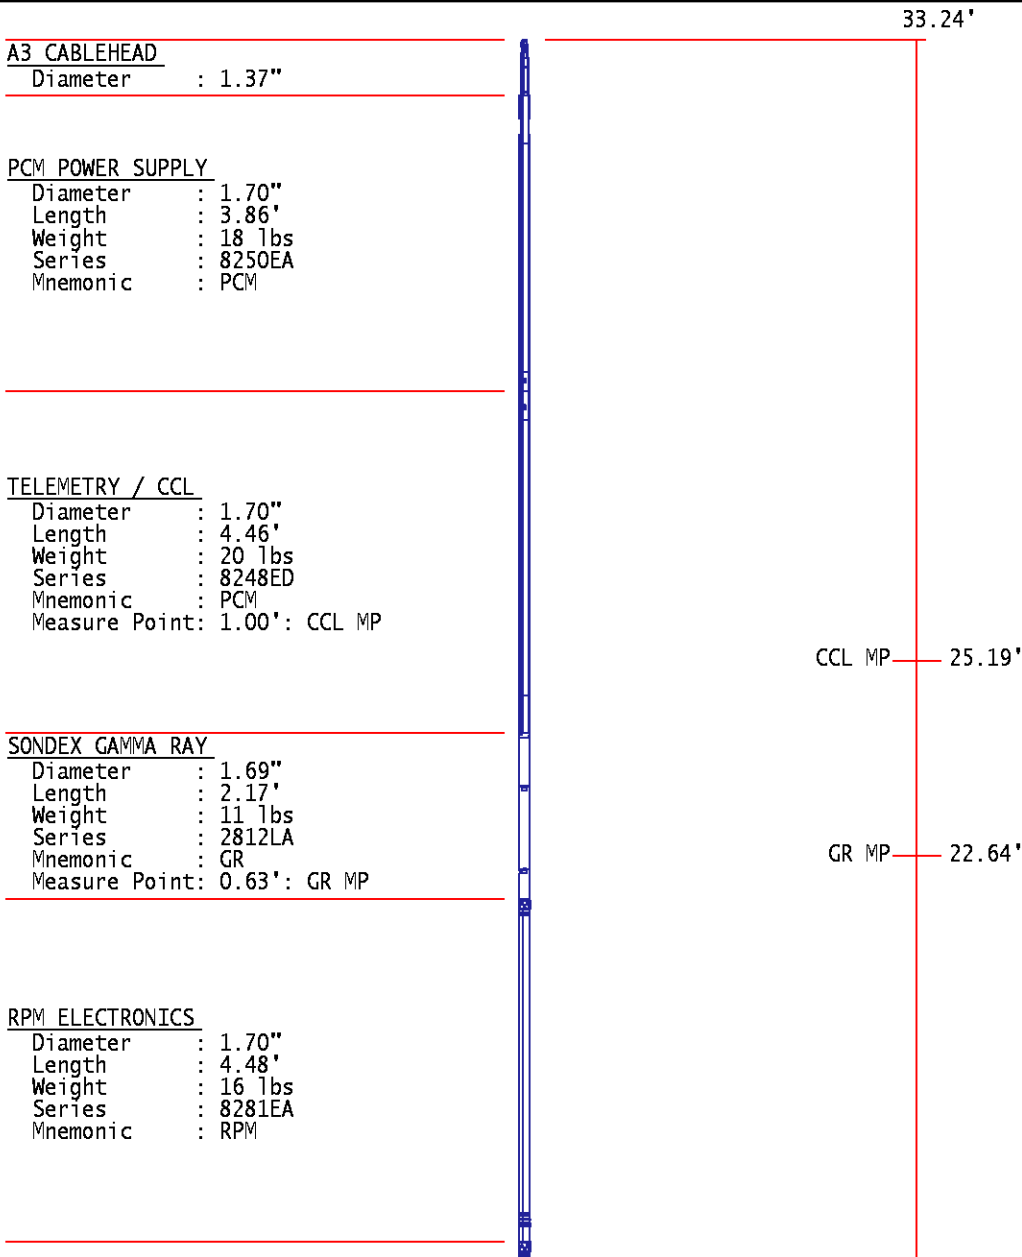 33.24'
A3 CABLEHEAD
Diameter : 1.37"
PCM POWER SUPPLY
Diameter : 1.70"
Length : 3.86'
Weight : 18 lbs
Series : 8250EA
Mnemonic : PCM
TELEMETRY / CCL
Diameter : 1.70"
Length : 4.46'
Weight : 20 lbs
Series : 8248ED
Mnemonic : PCM
Measure Point: 1.00': CCL MP
CCL MP 25.19'
SONDEX GAMMA RAY
Diameter : 1.69"
Length : 2.17'
Weight : 11 lbs
Series : 2812LA
Mnemonic : GR
Measure Point: 0.63': GR MP
GR MP 22.64'
RPM ELECTRONICS
Diameter : 1.70"
Length : 4.48'
Weight : 16 lbs
Series : 8281EA
Mnemonic : RPM